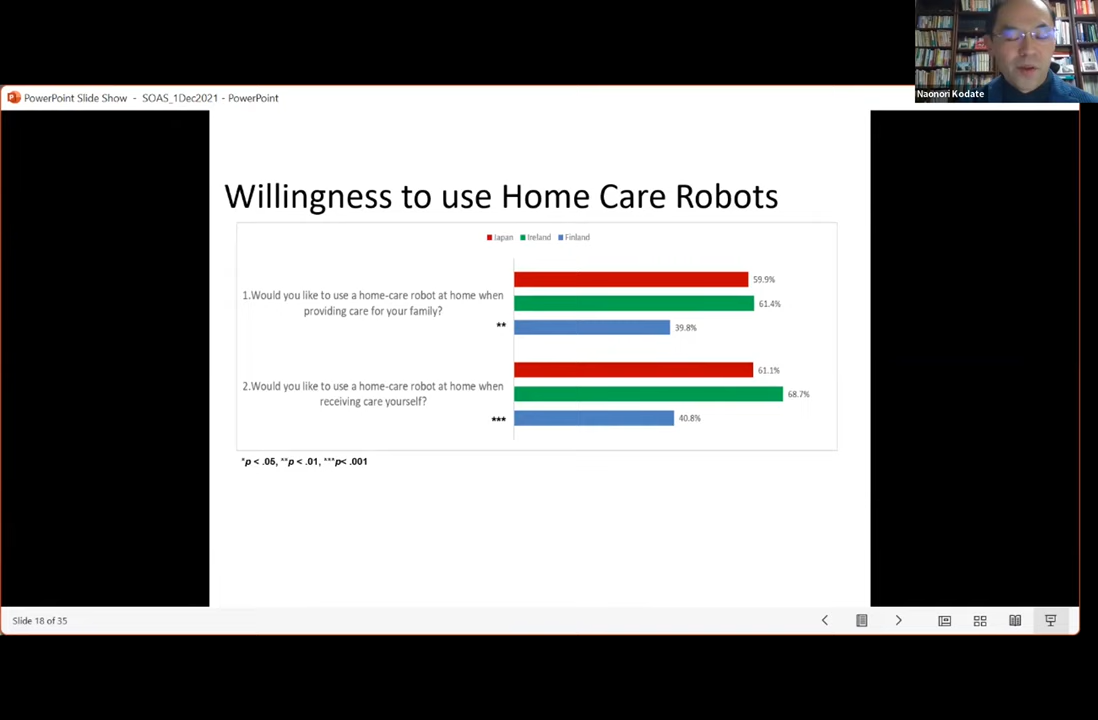 Naonori Kodate
PowerPoint Slide Show - SOAS_1Dec2021 - PowerPoint
Willingness to use Home Care Robots
Japan Ireland Finland
1.Would you like to use a home-care robot at home when
providing care for your family?
**
59.9%
61.4%
39.8%
2.Would you like to use a home-care robot at home when
receiving care yourself?
***
61.1%
68.7%
40.8%
*p < .05, **p < .01, ***p< .001
Slide 18 of 35